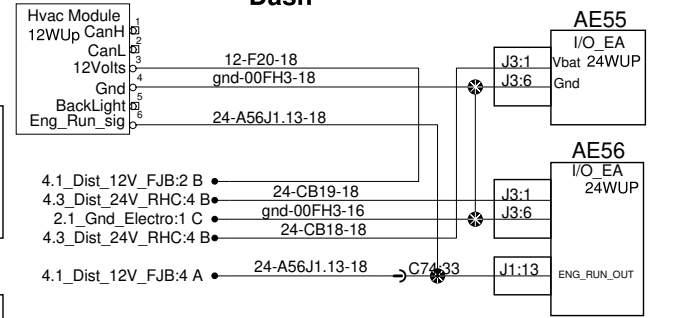 Dash
Hvac Module
12WUp CanH 1
CanL 2
12Volts 3
Gnd 4
BackLight 5
Eng_Run_sig 6
12-F20-18
gnd-00FH3-18
24-A56J1.13-18
AE55
I/O_EA
J3:1 Vbat 24WUP
J3:6 Gnd
AE56
I/O_EA
24WUP
J3:1
J3:6
J1:13 ENG_RUN_OUT
4.1_Dist_12V_FJB:2 B
4.3_Dist_24V_RHC:4 B 24-CB19-18
2.1_Gnd_Electro:1 C gnd-00FH3-16
4.3_Dist_24V_RHC:4 B 24-CB18-18
4.1_Dist_12V_FJB:4 A 24-A56J1.13-18 C74:33